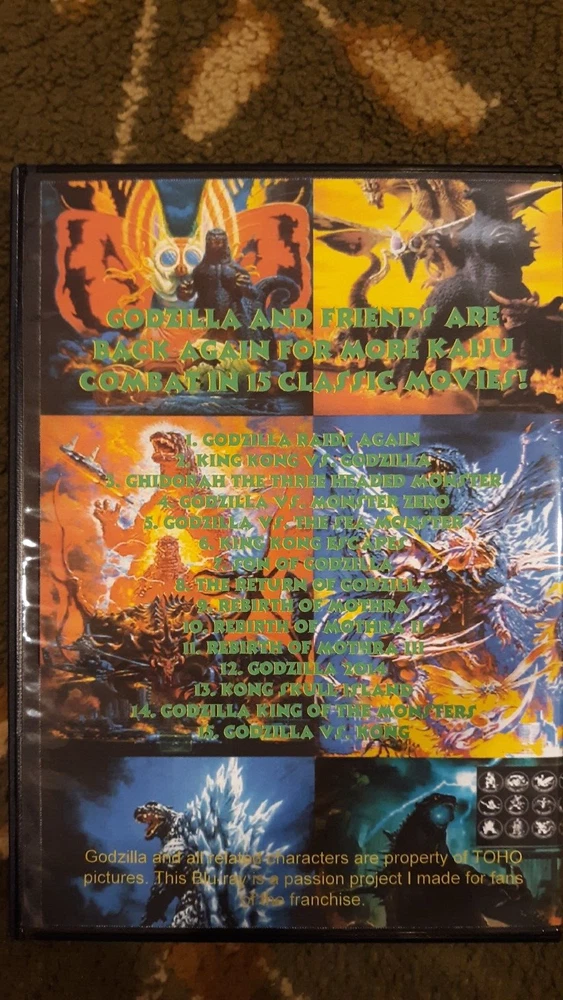 GODZILLA AND FRIENDS ARE
BACK AGAIN FOR MORE KAIJU
COMBAT IN 15 CLASSIC MOVIES!
1. GODZILLA RAIDS AGAIN
2. KING KONG VS. GODZILLA
3. GHIDORAH THE THREE HEADED MONSTER
4. GODZILLA VS. MONSTER ZERO
5. GODZILLA VS. THE SEA MONSTER
6. KING KONG ESCAPES
7. SON OF GODZILLA
8. THE RETURN OF GODZILLA
9. REBIRTH OF MOTHRA
10. REBIRTH OF MOTHRA II
11. REBIRTH OF MOTHRA III
12. GODZILLA 2014
13. KONG SKULL ISLAND
14. GODZILLA KING OF THE MONSTERS
15. GODZILLA VS. KONG
Godzilla and all related characters are property of TOHO
pictures. This Blu-ray is a passion project I made for fans
of the franchise.